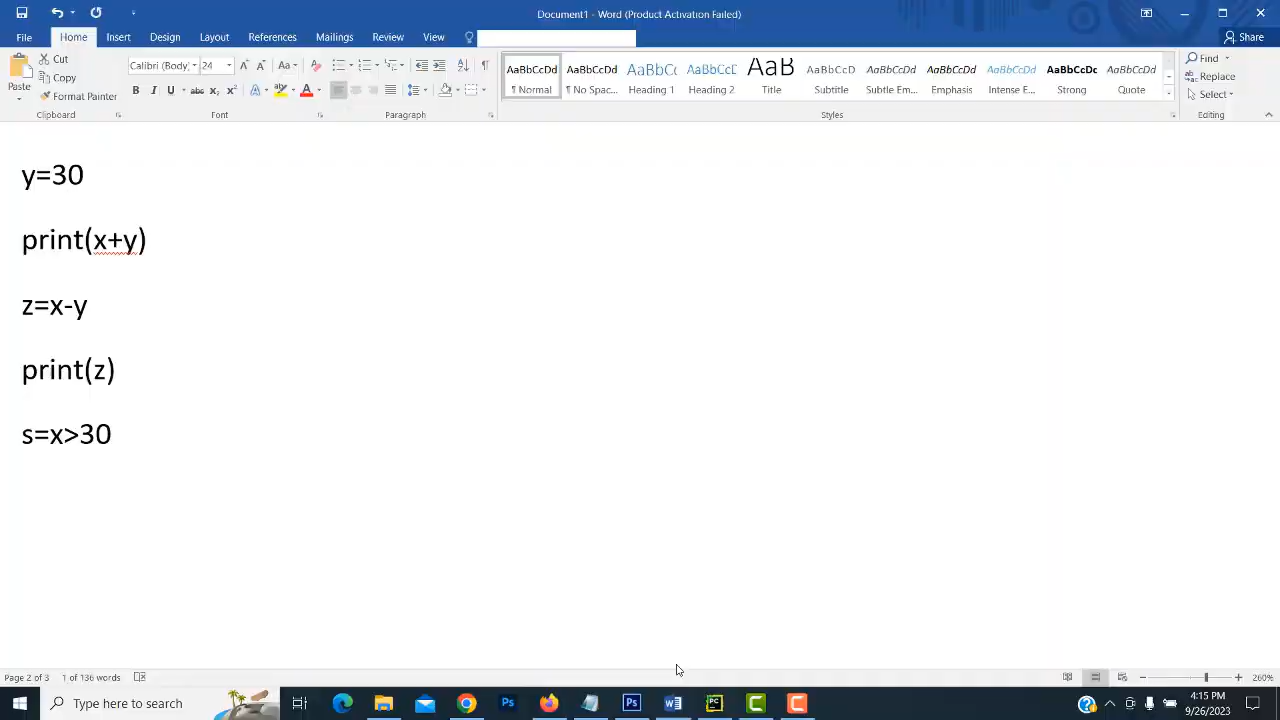 Document1 - Word (Product Activation Failed)
File Home Insert Design Layout References Mailings Review View Share
Paste
Cut
Copy
Format Painter
Clipboard
Calibri (Body) 24
Font
Paragraph
AaBbCcDd AaBbCcDd AaBbCc AaBbCcD AaB AaBbCcD AaBbCcDd AaBbCcDd AaBbCcDd AaBbCcDc AaBbCcDd
¶ Normal ¶ No Spac... Heading 1 Heading 2 Title Subtitle Subtle Em... Emphasis Intense E... Strong Quote
Styles
Find
Replace
Select
Editing
y=30
print(x+y)
z=x-y
print(z)
s=x>30
Page 2 of 3 1 of 136 words 260%
Type here to search
4:15 PM
9/26/2023